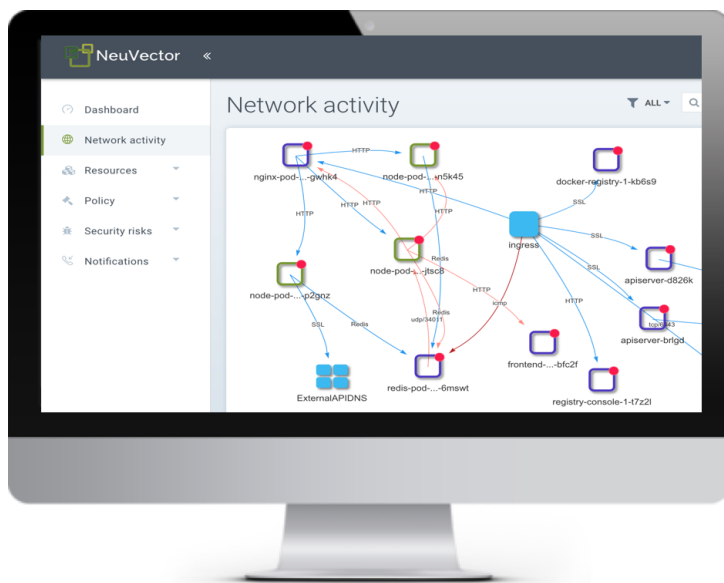 NeuVector «
Dashboard
Network activity
Resources
Policy
Security risks
Notifications
Network activity
ALL
HTTP
nginx-pod-...-gwhk4
node-pod-...-n5k45
docker-registry-1-kb6s9
HTTP
SSL
HTTP
HTTP HTTP
HTTP
ingress
SSL
node-pod-...-jtsc8
Redis
SSL
apiserver-d826k
node-pod-...-p2gnz
HTTP
icmp
HTTP
SSL
Redis
Redis
udp/34011
tcp/6443
apiserver-brlgd
frontend-...-bfc2f
ExternalAPIDNS
redis-pod-...-6mswt
registry-console-1-t7z2l